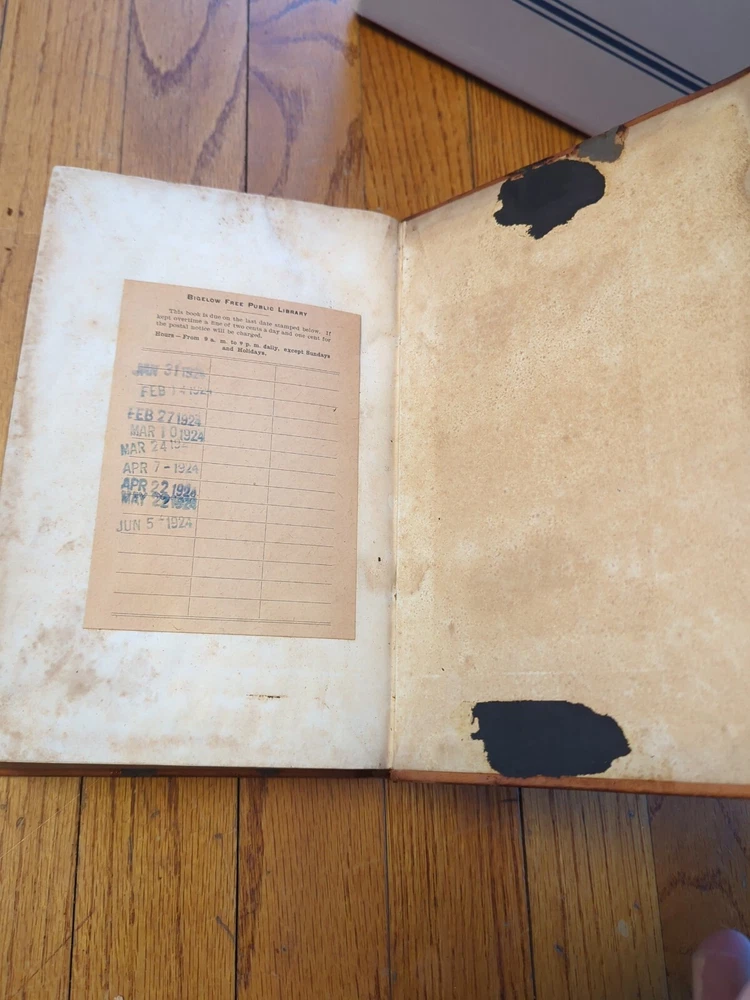 BIGELOW FREE PUBLIC LIBRARY
This book is due on the last date stamped below. If
kept overtime a fine of two cents a day and one cent for
the postal notice will be charged.
Hours—From 9 a. m. to 9 p. m. daily, except Sundays
and Holidays.
JAN 31 1924
FEB 14 1924
FEB 27 1924
MAR 10 1924
MAR 24
APR 7 - 1924
APR 22 1924
MAY 22 1924
JUN 5 - 1924